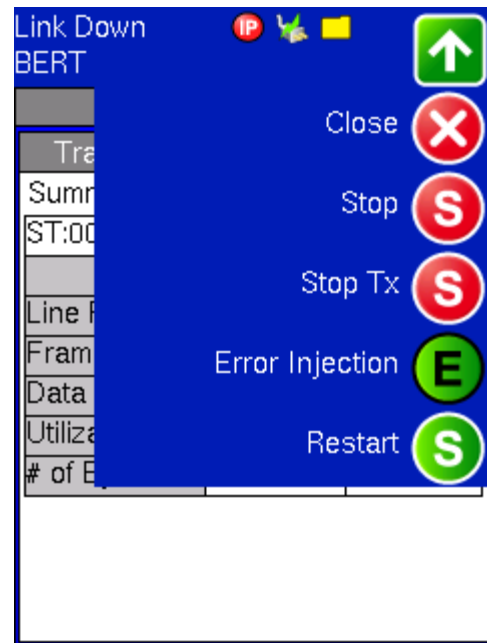 Link Down
IP
BERT
Close
Tra
Summ
Stop
S
ST:00
Stop Tx
S
Line
Fram
Error Injection
E
Data
Utiliza
Restart
S
# of